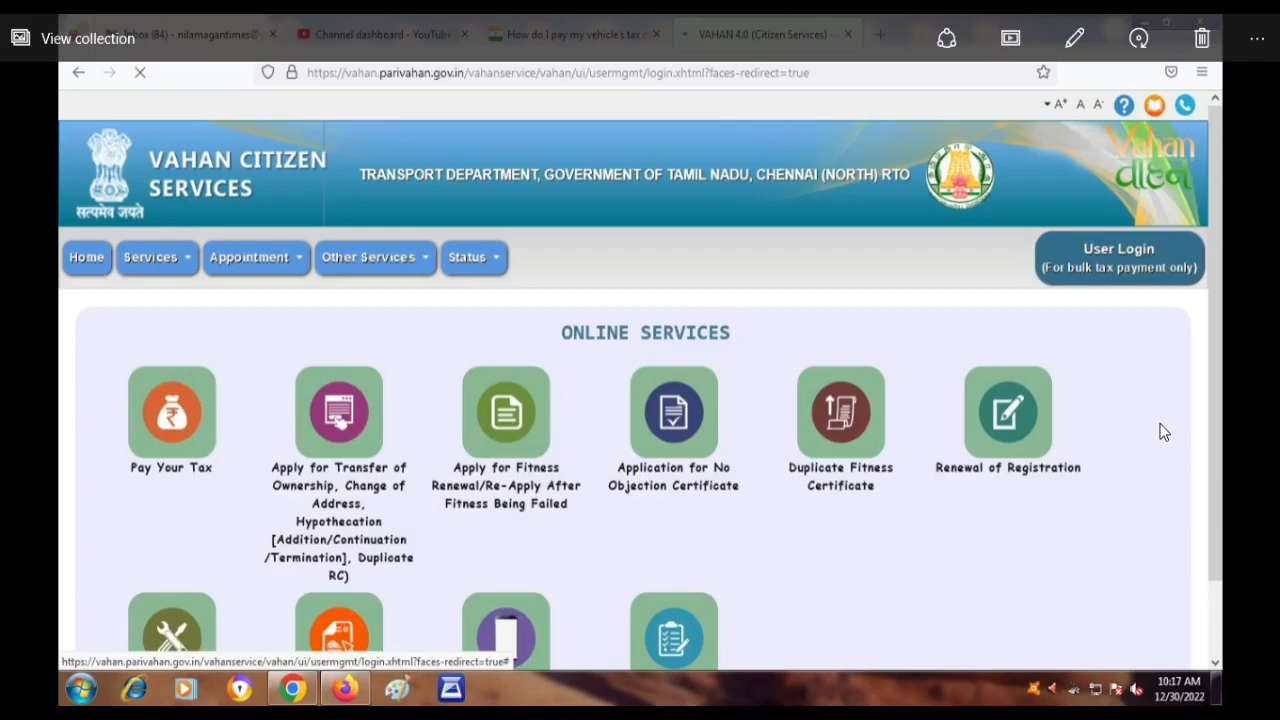 View collection
Inbox (84) - nilamagantimes@g
Channel dashboard - YouTube
How do I pay my vehicle's tax o
VAHAN 4.0 (Citizen Services) —
https://vahan.parivahan.gov.in/vahanservice/vahan/ui/usermgmt/login.xhtml?faces-redirect=true
A+ A A-
VAHAN CITIZEN
SERVICES
सत्यमेव जयते
TRANSPORT DEPARTMENT, GOVERNMENT OF TAMIL NADU, CHENNAI (NORTH) RTO
Vahan
वाहन
Home Services Appointment Other Services Status
User Login
(For bulk tax payment only)
ONLINE SERVICES
Pay Your Tax
Apply for Transfer of
Ownership, Change of
Address,
Hypothecation
[Addition/Continuation
/Termination], Duplicate
RC)
Apply for Fitness
Renewal/Re-Apply After
Fitness Being Failed
Application for No
Objection Certificate
Duplicate Fitness
Certificate
Renewal of Registration
https://vahan.parivahan.gov.in/vahanservice/vahan/ui/usermgmt/login.xhtml?faces-redirect=true#
10:17 AM
12/30/2022